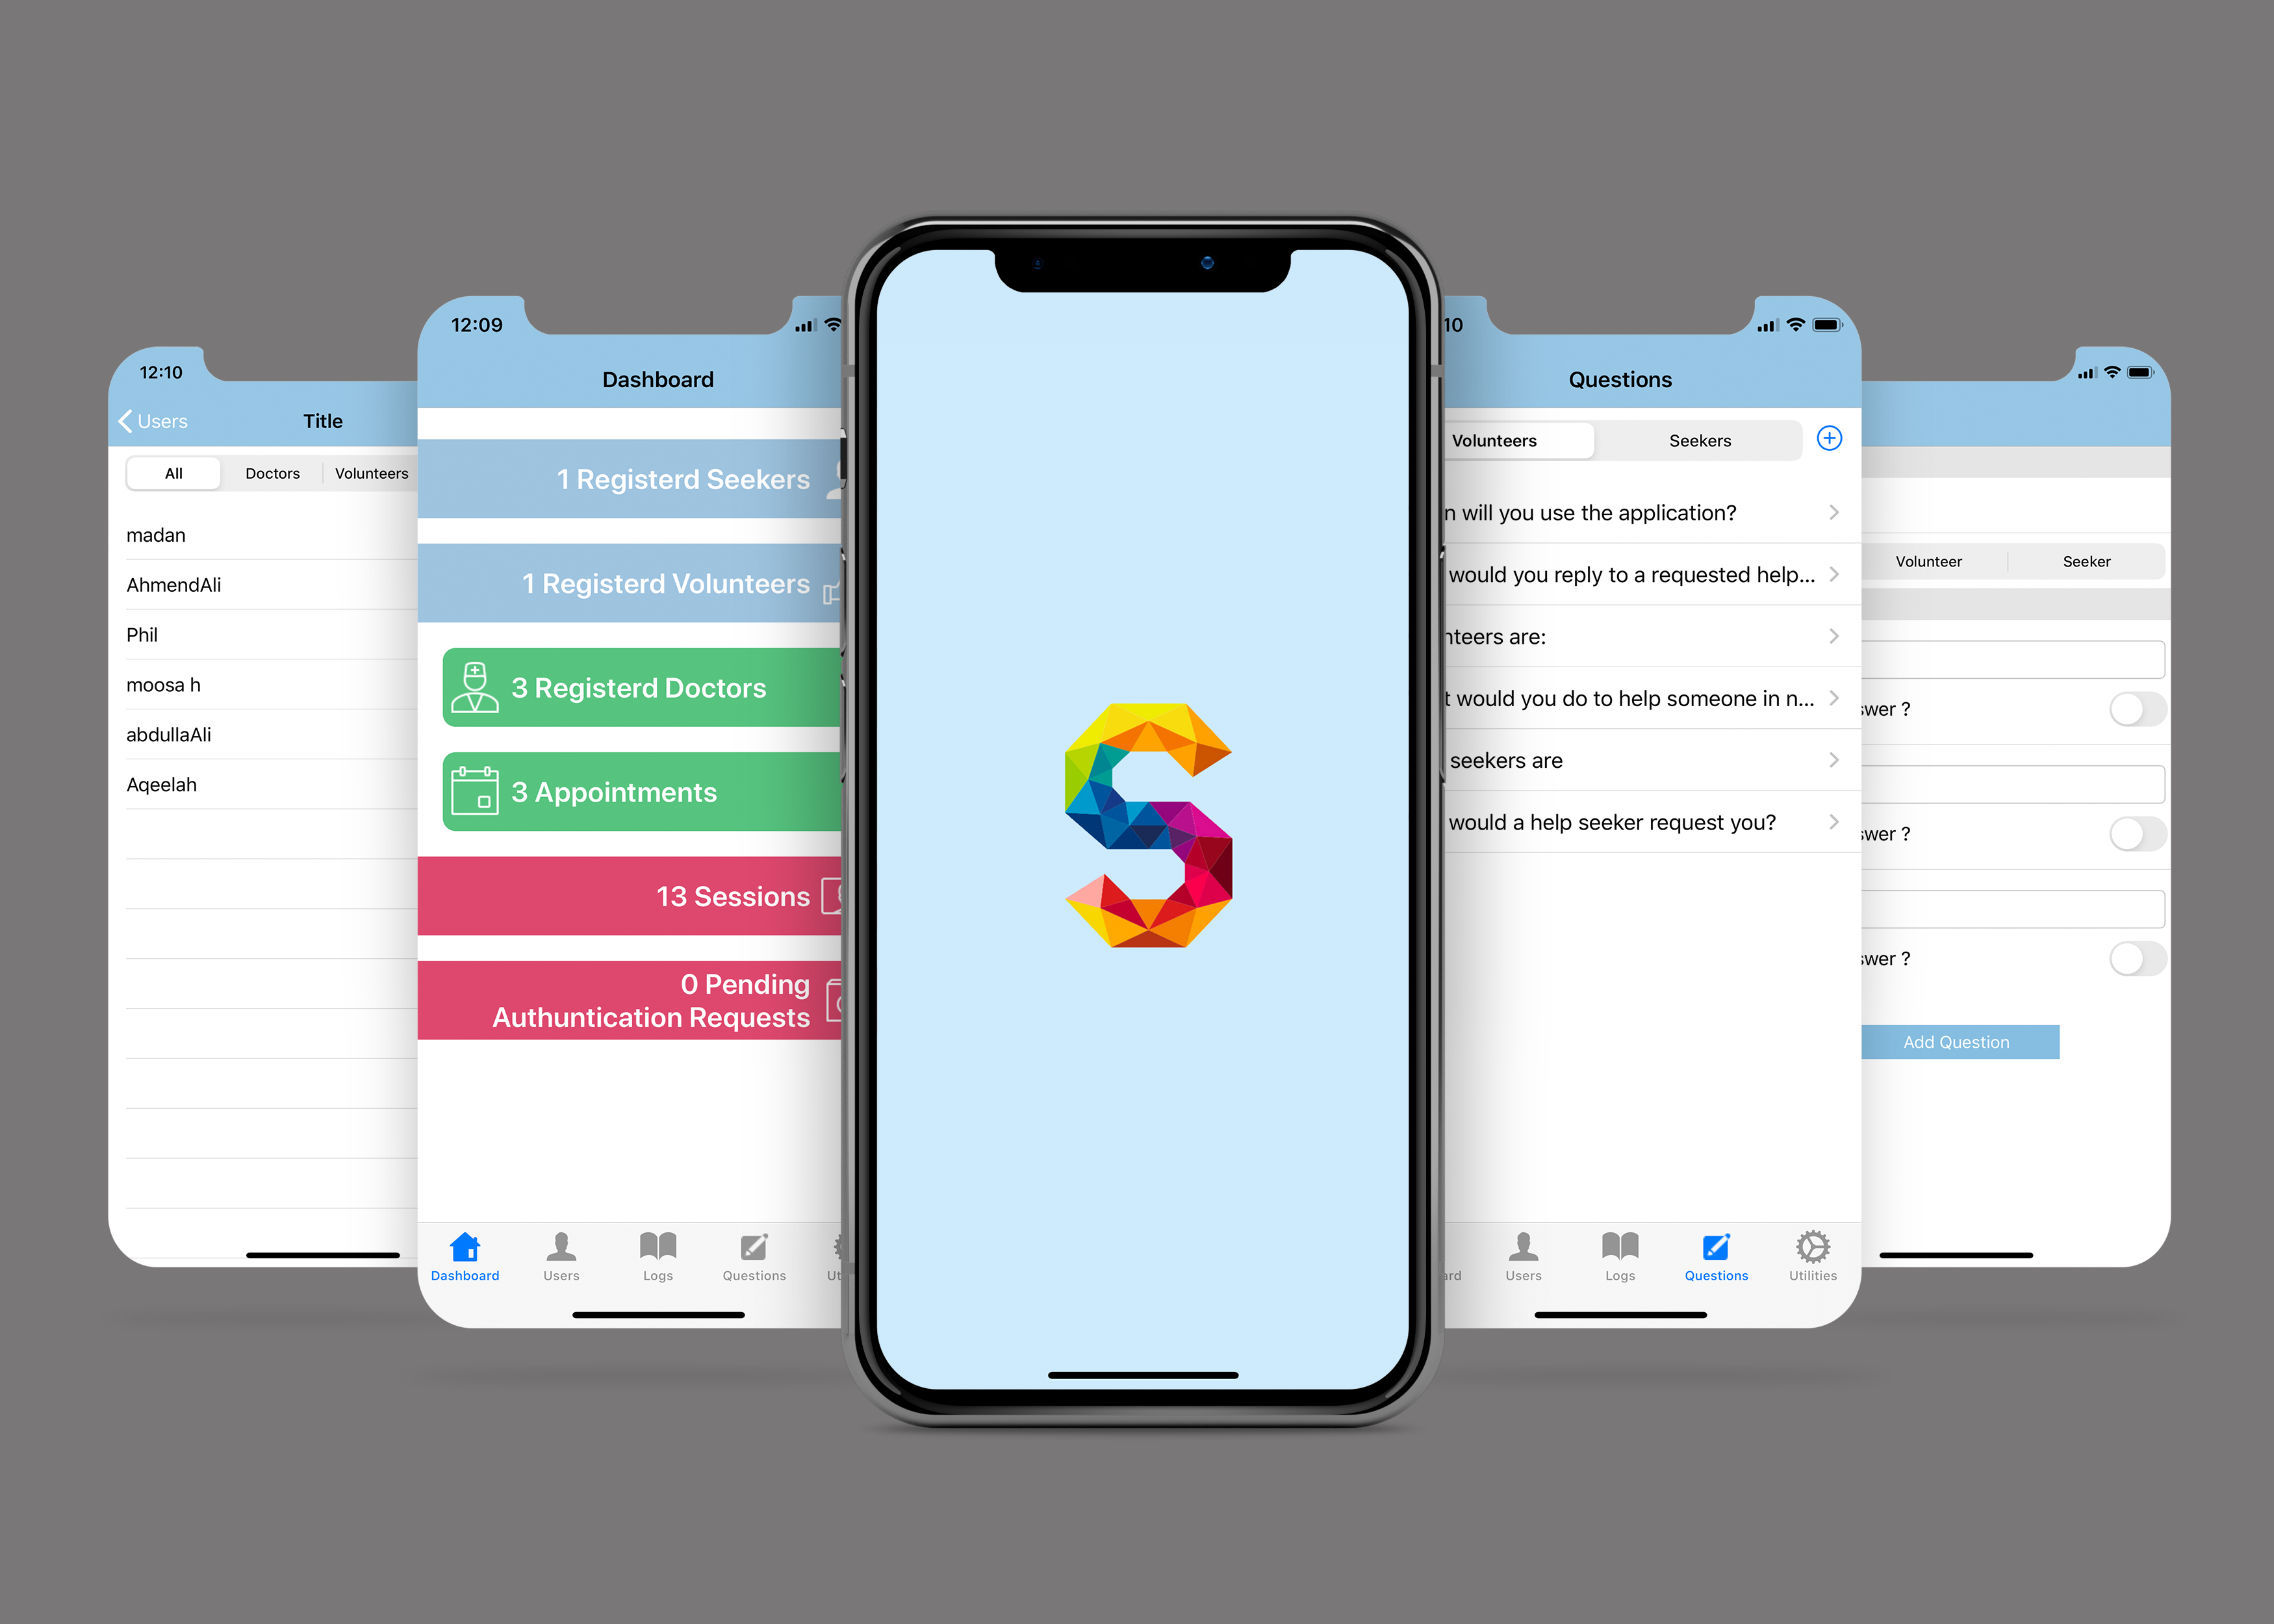 12:10
Users
Title
All
Doctors
Volunteers
madan
AhmendAli
Phil
moosa h
abdullaAli
Aqeelah
12:09
Dashboard
1 Registerd Seekers
1 Registerd Volunteers
3 Registerd Doctors
3 Appointments
13 Sessions
0 Pending
Authuntication Requests
Dashboard
Users
Logs
Questions
Ut
S
10
Questions
Volunteers
Seekers
n will you use the application?
would you reply to a requested help...
nteers are:
t would you do to help someone in n...
seekers are
would a help seeker request you?
ard
Users
Logs
Questions
Utilities
Volunteer
Seeker
swer ?
swer ?
swer ?
Add Question